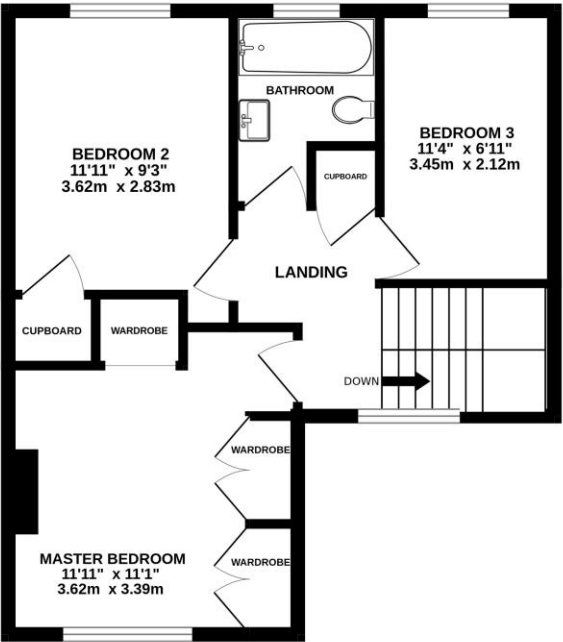 BATHROOM
BEDROOM 2
11'11" x 9'3"
3.62m x 2.83m
BEDROOM 3
11'4" x 6'11"
3.45m x 2.12m
CUPBOARD
LANDING
CUPBOARD
WARDROBE
DOWN
WARDROBE
MASTER BEDROOM
11'11" x 11'1"
3.62m x 3.39m
WARDROBE